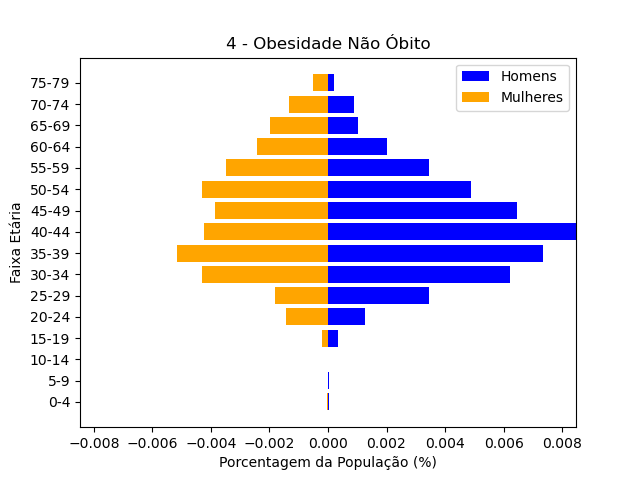 4 - Obesidade Não Óbito
Homens
Mulheres
Faixa Etária
75-79
70-74
65-69
60-64
55-59
50-54
45-49
40-44
35-39
30-34
25-29
20-24
15-19
10-14
5-9
0-4
−0.008 −0.006 −0.004 −0.002 0.000 0.002 0.004 0.006 0.008
Porcentagem da População (%)